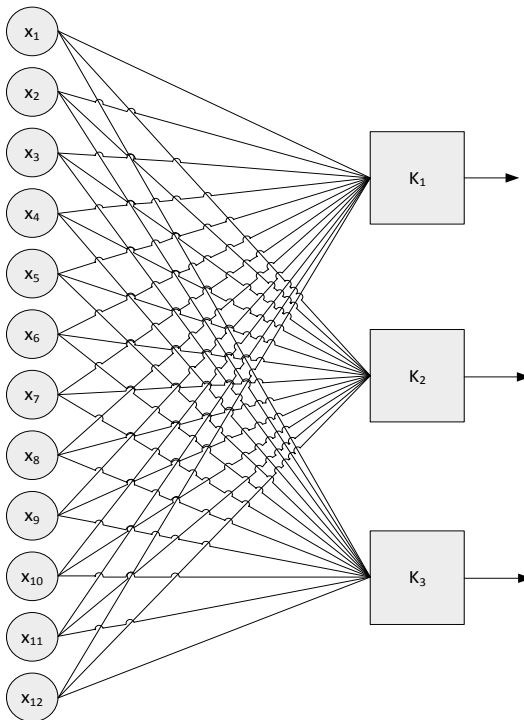 x₁
x₂
x₃
x₄
x₅
x₆
x₇
x₈
x₉
x₁₀
x₁₁
x₁₂
K₁
K₂
K₃